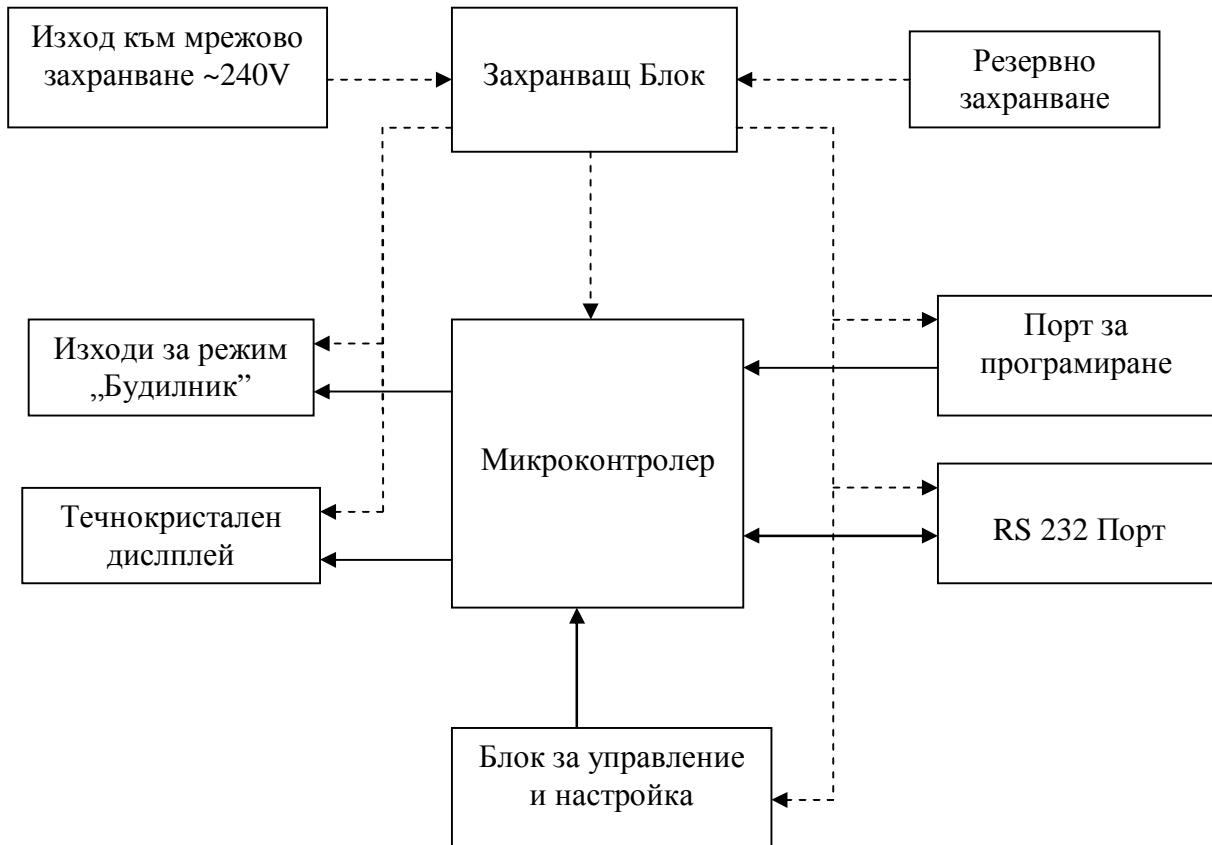 Изход към мрежово
захранване ~240V
Захранващ Блок
Резервно
захранване
Изходи за режим
„Будилник”
Порт за
програмиране
Микроконтролер
Течнокристален
дислплей
RS 232 Порт
Блок за управление
и настройка